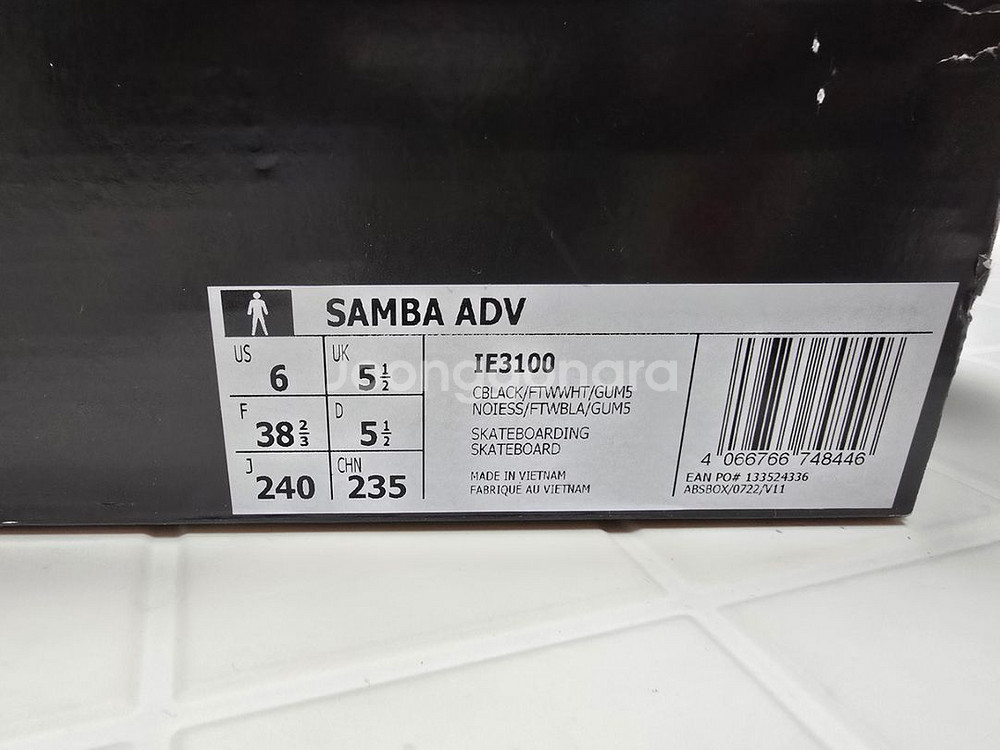 SAMBA ADV
US 6 UK 5 1/2
F 38 2/3 D 5 1/2
J 240 CHN 235
IE3100
CBLACK/FTWWHT/GUM5
NOIESS/FTWBLA/GUM5
SKATEBOARDING
SKATEBOARD
MADE IN VIETNAM
FABRIQUÉ AU VIETNAM
4 066766 748446
EAN PO# 133524336
ABSBOX/0722/V11
Joongonara